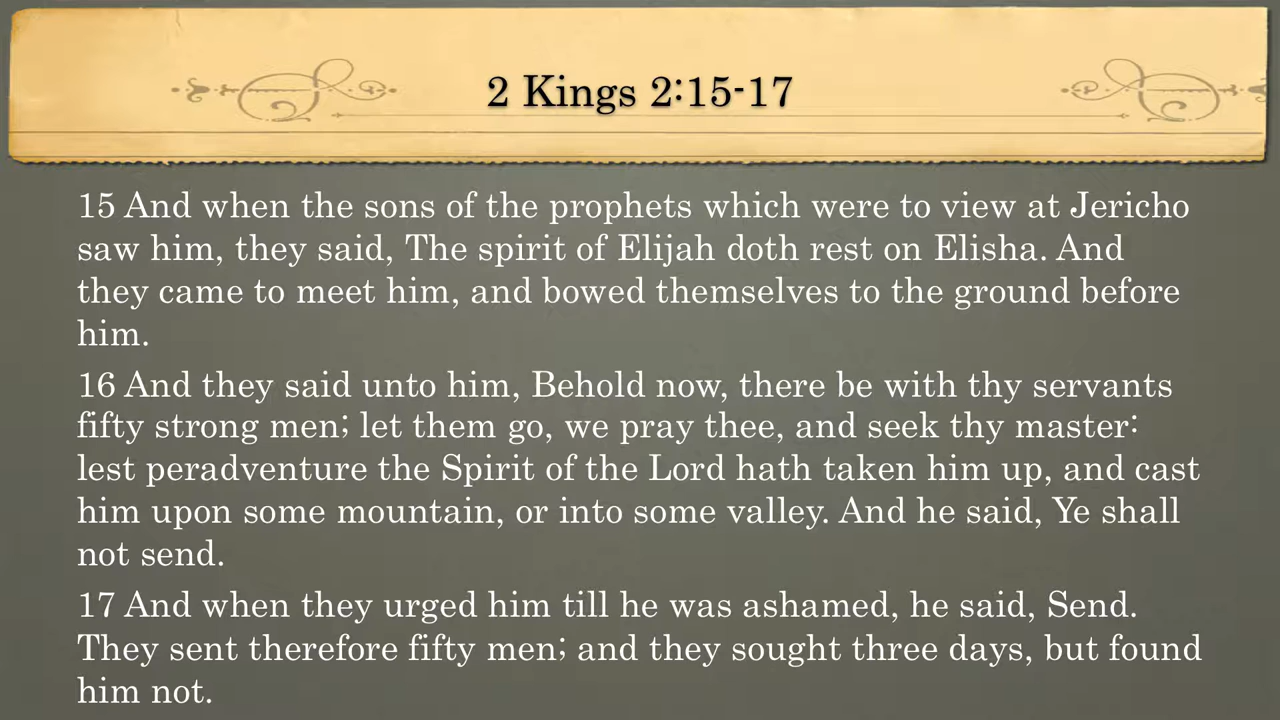 2 Kings 2:15-17
15 And when the sons of the prophets which were to view at Jericho
saw him, they said, The spirit of Elijah doth rest on Elisha. And
they came to meet him, and bowed themselves to the ground before
him.
16 And they said unto him, Behold now, there be with thy servants
fifty strong men; let them go, we pray thee, and seek thy master:
lest peradventure the Spirit of the Lord hath taken him up, and cast
him upon some mountain, or into some valley. And he said, Ye shall
not send.
17 And when they urged him till he was ashamed, he said, Send.
They sent therefore fifty men; and they sought three days, but found
him not.